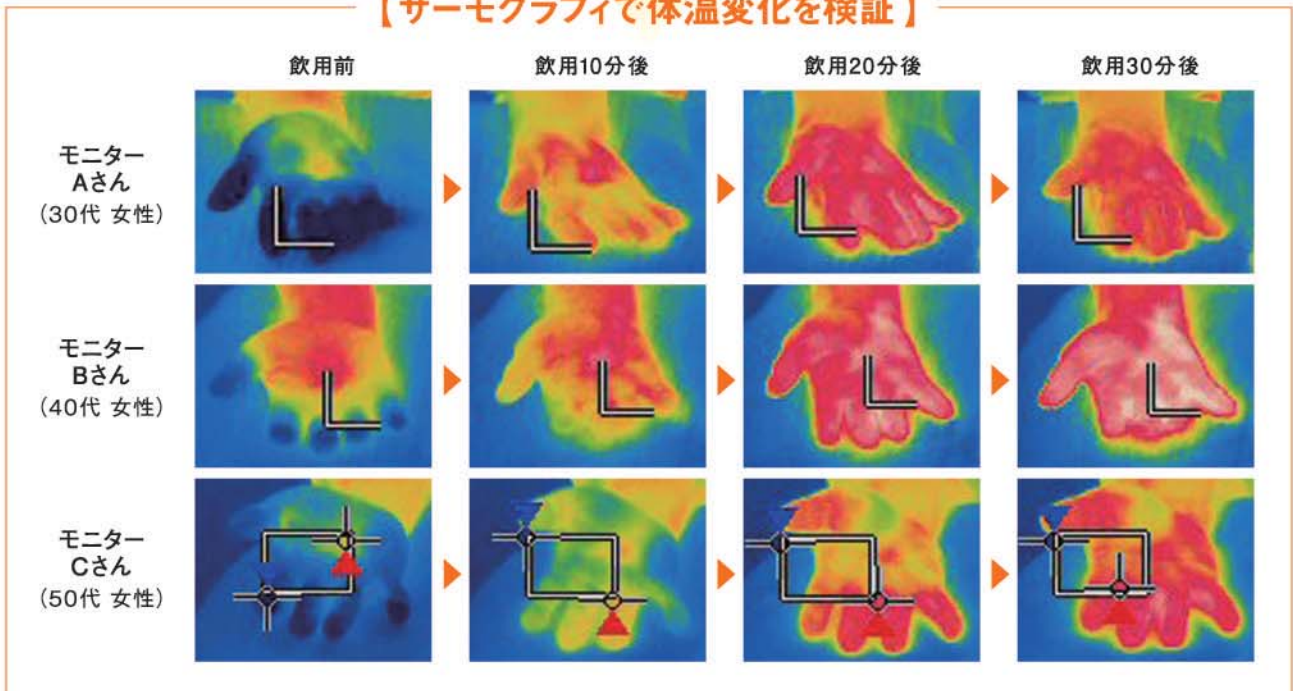 【サーモグラフィで体温変化を検証】
飲用前 飲用10分後 飲用20分後 飲用30分後
モニター
Aさん
(30代 女性)
モニター
Bさん
(40代 女性)
モニター
Cさん
(50代 女性)